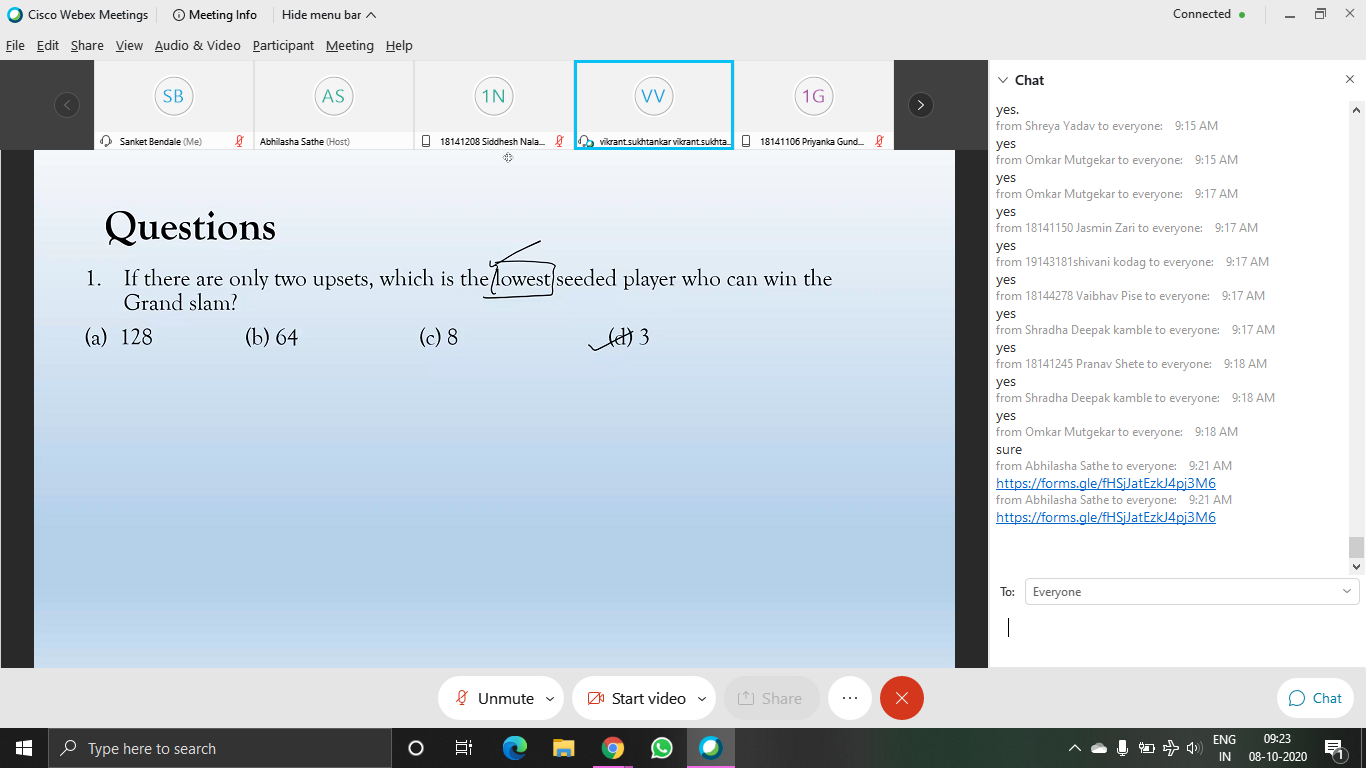 Cisco Webex Meetings Meeting Info Hide menu bar Connected
File Edit Share View Audio & Video Participant Meeting Help
SB AS 1N VV 1G
Sanket Bendale (Me) Abhilasha Sathe (Host) 18141208 Siddhesh Nala... vikrant.sukhtankar vikrant.sukhta... 18141106 Priyanka Gund...
Questions
1. If there are only two upsets, which is the lowest seeded player who can win the
Grand slam?
(a) 128 (b) 64 (c) 8 (d) 3
Chat
yes.
from Shreya Yadav to everyone: 9:15 AM
yes
from Omkar Mutgekar to everyone: 9:15 AM
yes
from Omkar Mutgekar to everyone: 9:17 AM
yes
from 18141150 Jasmin Zari to everyone: 9:17 AM
yes
from 19143181shivani kodag to everyone: 9:17 AM
yes
from 18144278 Vaibhav Pise to everyone: 9:17 AM
yes
from Shradha Deepak kamble to everyone: 9:17 AM
yes
from 18141245 Pranav Shete to everyone: 9:18 AM
yes
from Shradha Deepak kamble to everyone: 9:18 AM
yes
from Omkar Mutgekar to everyone: 9:18 AM
sure
from Abhilasha Sathe to everyone: 9:21 AM
https://forms.gle/fHSjJatEzkJ4pj3M6
from Abhilasha Sathe to everyone: 9:21 AM
https://forms.gle/fHSjJatEzkJ4pj3M6
To: Everyone
Unmute Start video Share Chat
Type here to search
ENG 09:23
IN 08-10-2020 1